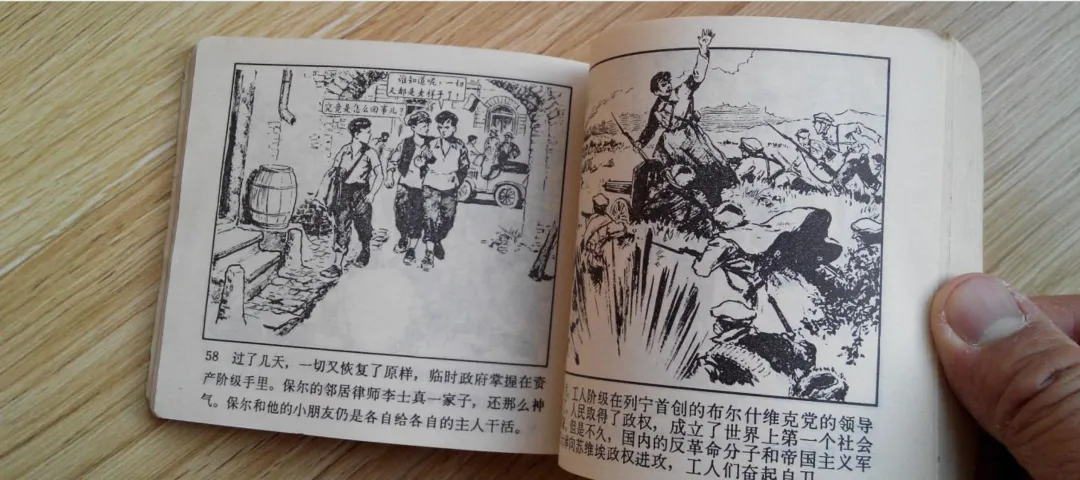 谁知道呢，一切
又都是老样子了！
究竟是怎么回事儿？
58 过了几天，一切又恢复了原样，临时政府掌握在资
产阶级手里。保尔的邻居律师李士真一家子，还那么神
气。保尔和他的小朋友仍是各自给各自的主人干活。
工人阶级在列宁首创的布尔什维克党的领导
人民取得了政权，成立了世界上第一个社会
但是不久，国内的反革命分子和帝国主义军
向苏维埃政权进攻，工人们奋起自卫